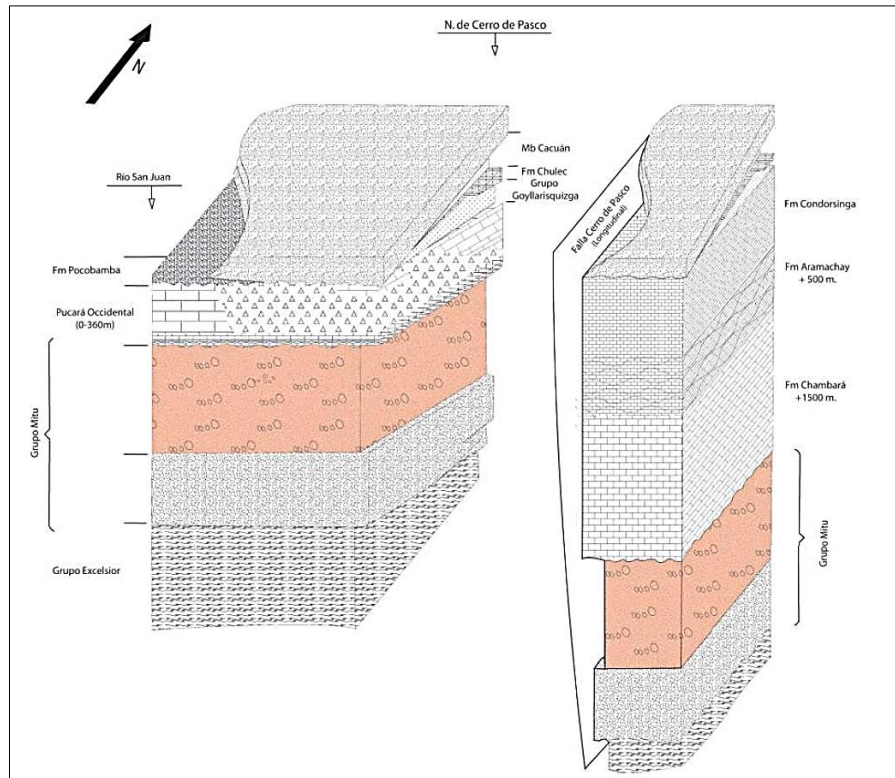 N. de Cerro de Pasco
N
Mb Cacuán
Fm Chulec
Grupo
Goyllarisquizga
Río San Juan
Fm Pocobamba
Pucará Occidental
(0-360m)
Grupo Mitu
Grupo Excelsior
Falla Cerro de Pasco
(Longitudinal)
Fm Condorsinga
Fm Aramachay
+ 500 m.
Fm Chambará
+1500 m.
Grupo Mitu